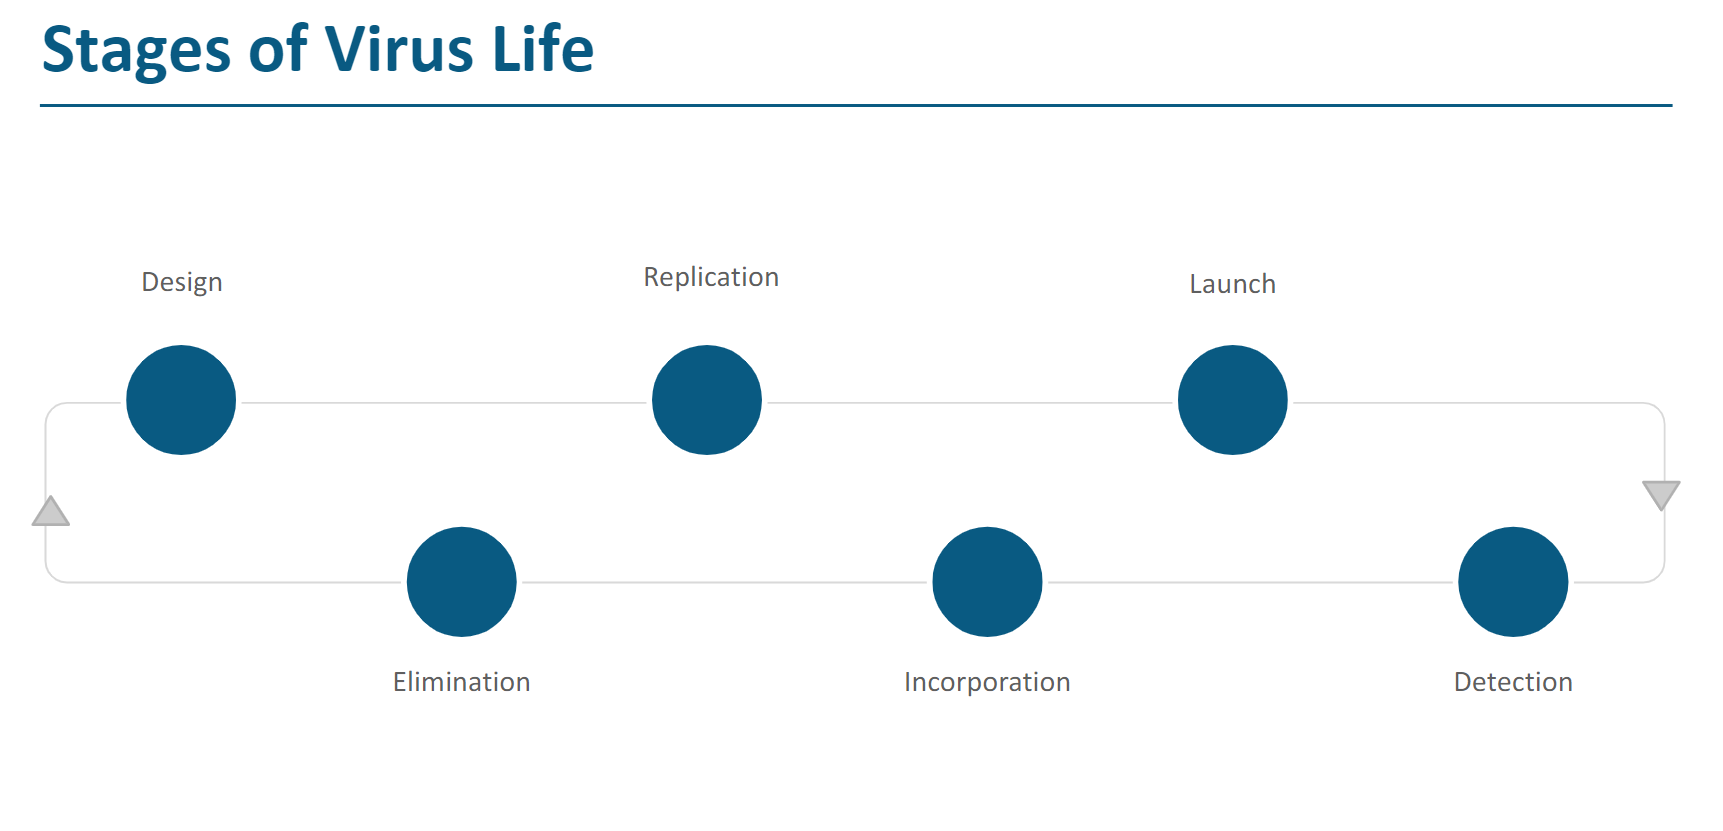 Stages of Virus Life
Design
Replication
Launch
Elimination
Incorporation
Detection